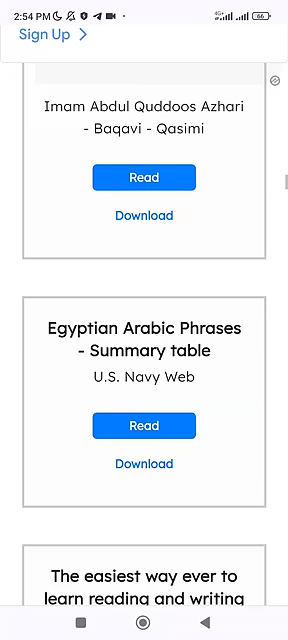 2:54 PM
4G+
66
Sign Up
Imam Abdul Quddoos Azhari
- Baqavi - Qasimi
Read
Download
Egyptian Arabic Phrases
- Summary table
U.S. Navy Web
Read
Download
The easiest way ever to
learn reading and writing